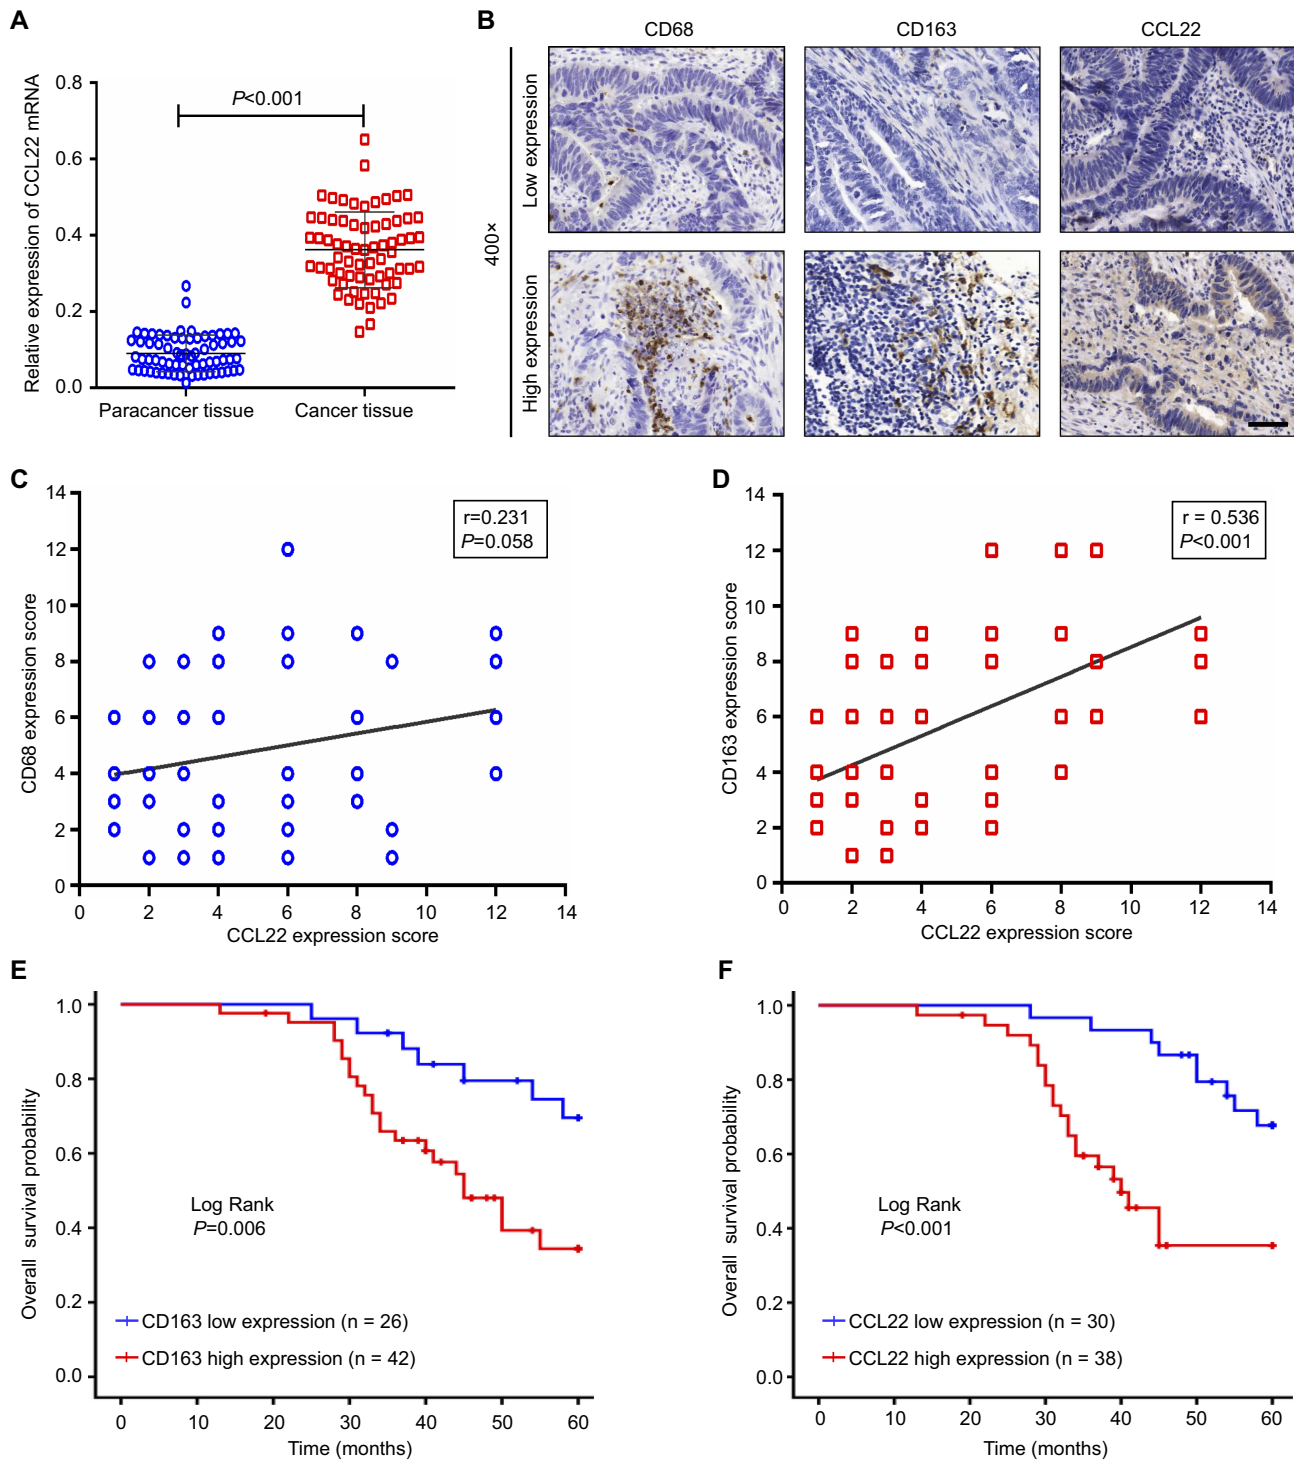 A
Relative expression of CCL22 mRNA
0.8
0.6
0.4
0.2
0.0
P<0.001
Paracancer tissue
Cancer tissue
B
CD68
CD163
CCL22
400×
Low expression
High expression
C
CD68 expression score
14
12
10
8
6
4
2
0
r=0.231
P=0.058
0 2 4 6 8 10 12 14
CCL22 expression score
D
CD163 expression score
14
12
10
8
6
4
2
0
r = 0.536
P<0.001
0 2 4 6 8 10 12 14
CCL22 expression score
E
Overall survival probability
1.0
0.8
0.6
0.4
0.2
0.0
Log Rank
P=0.006
CD163 low expression (n = 26)
CD163 high expression (n = 42)
0 10 20 30 40 50 60
Time (months)
F
Overall survival probability
1.0
0.8
0.6
0.4
0.2
0.0
Log Rank
P<0.001
CCL22 low expression (n = 30)
CCL22 high expression (n = 38)
0 10 20 30 40 50 60
Time (months)